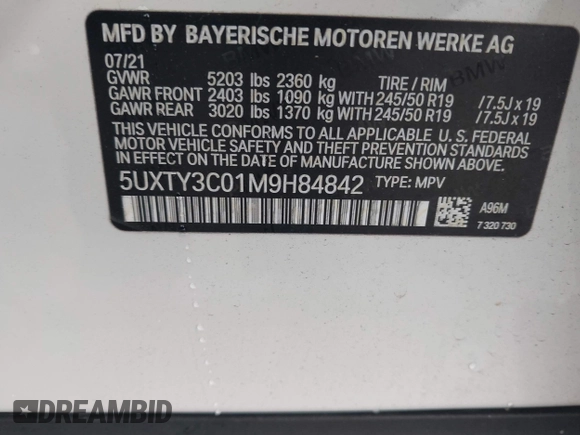 MFD BY BAYERISCHE MOTOREN WERKE AG
07/21
GVWR 5203 lbs 2360 kg TIRE / RIM
GAWR FRONT 2403 lbs 1090 kg WITH 245/50 R19 /7.5J x 19
GAWR REAR 3020 lbs 1370 kg WITH 245/50 R19 /7.5J x 19
THIS VEHICLE CONFORMS TO ALL APPLICABLE U. S. FEDERAL
MOTOR VEHICLE SAFETY AND THEFT PREVENTION STANDARDS
IN EFFECT ON THE DATE OF MANUFACTURE SHOWN ABOVE.
5UXTY3C01M9H84842 TYPE: MPV
A96M
7 320 730
DREAMBID